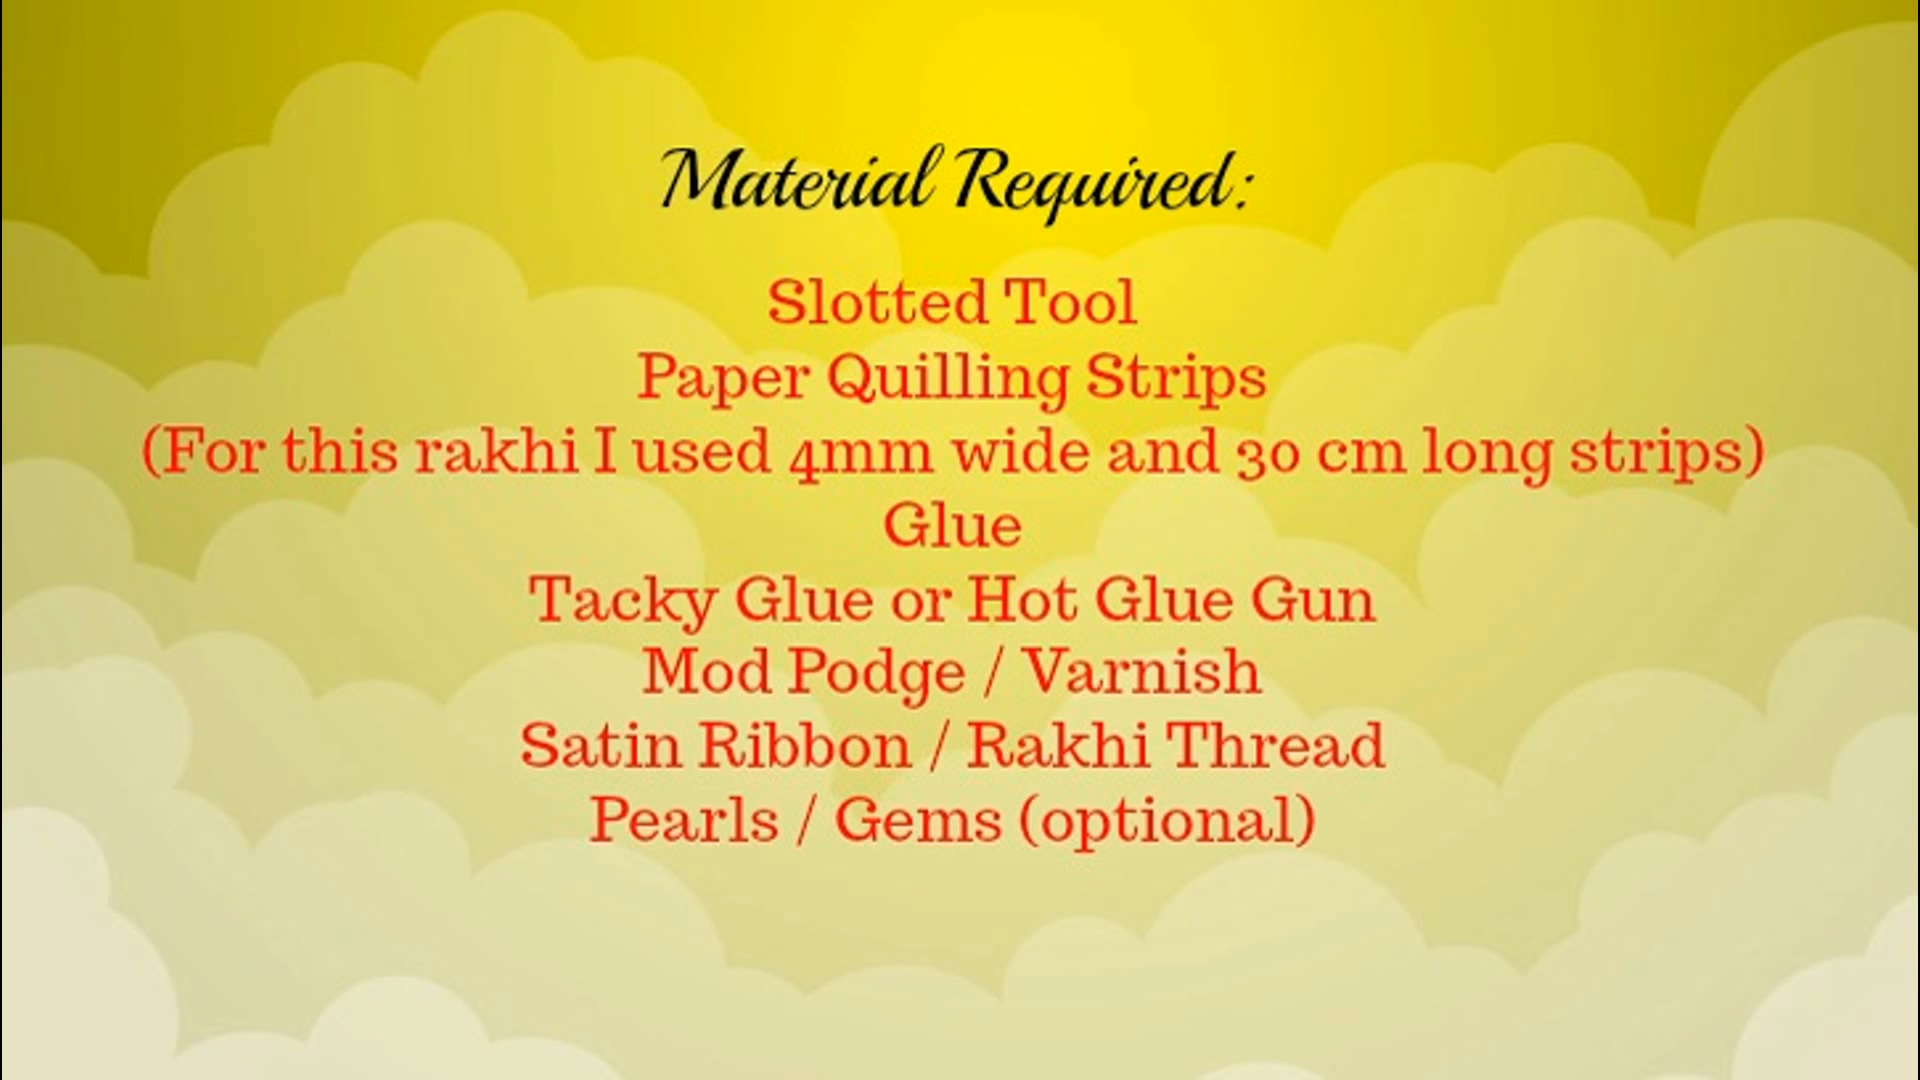 Material Required:
Slotted Tool
Paper Quilling Strips
(For this rakhi I used 4mm wide and 30 cm long strips)
Glue
Tacky Glue or Hot Glue Gun
Mod Podge / Varnish
Satin Ribbon / Rakhi Thread
Pearls / Gems (optional)